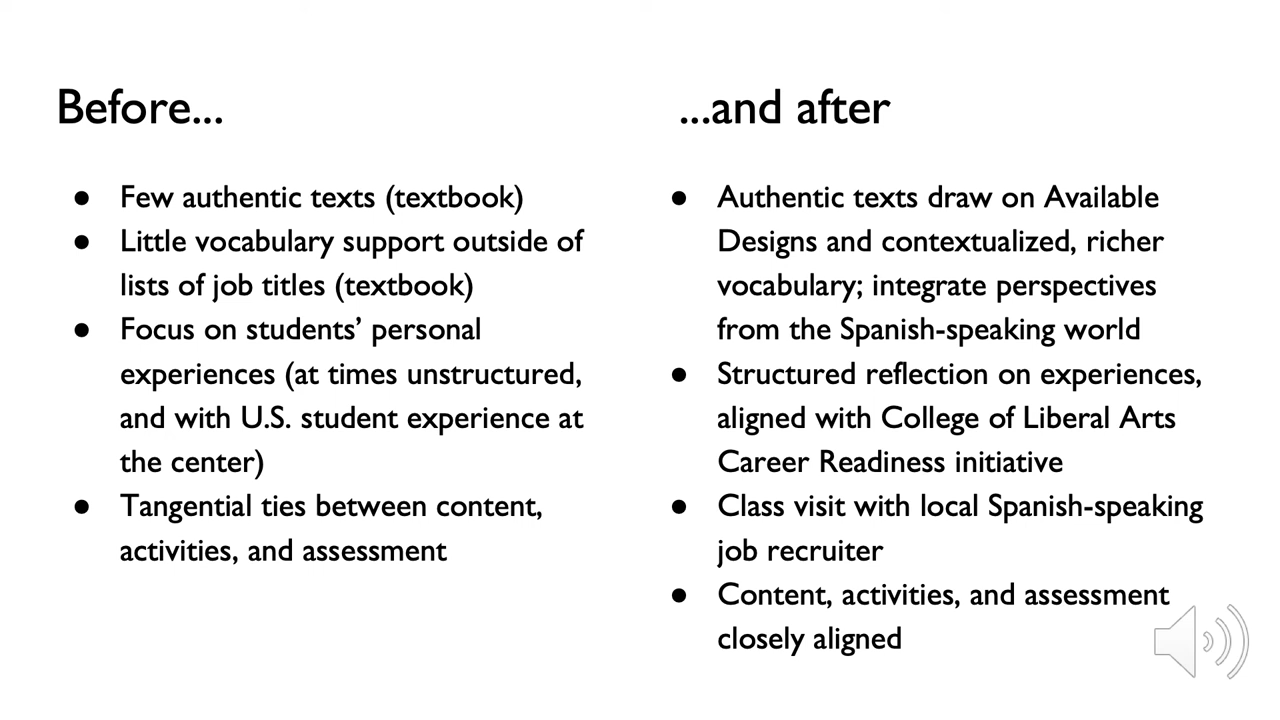 Before...
● Few authentic texts (textbook)
● Little vocabulary support outside of
lists of job titles (textbook)
● Focus on students’ personal
experiences (at times unstructured,
and with U.S. student experience at
the center)
● Tangential ties between content,
activities, and assessment
...and after
● Authentic texts draw on Available
Designs and contextualized, richer
vocabulary; integrate perspectives
from the Spanish-speaking world
● Structured reflection on experiences,
aligned with College of Liberal Arts
Career Readiness initiative
● Class visit with local Spanish-speaking
job recruiter
● Content, activities, and assessment
closely aligned